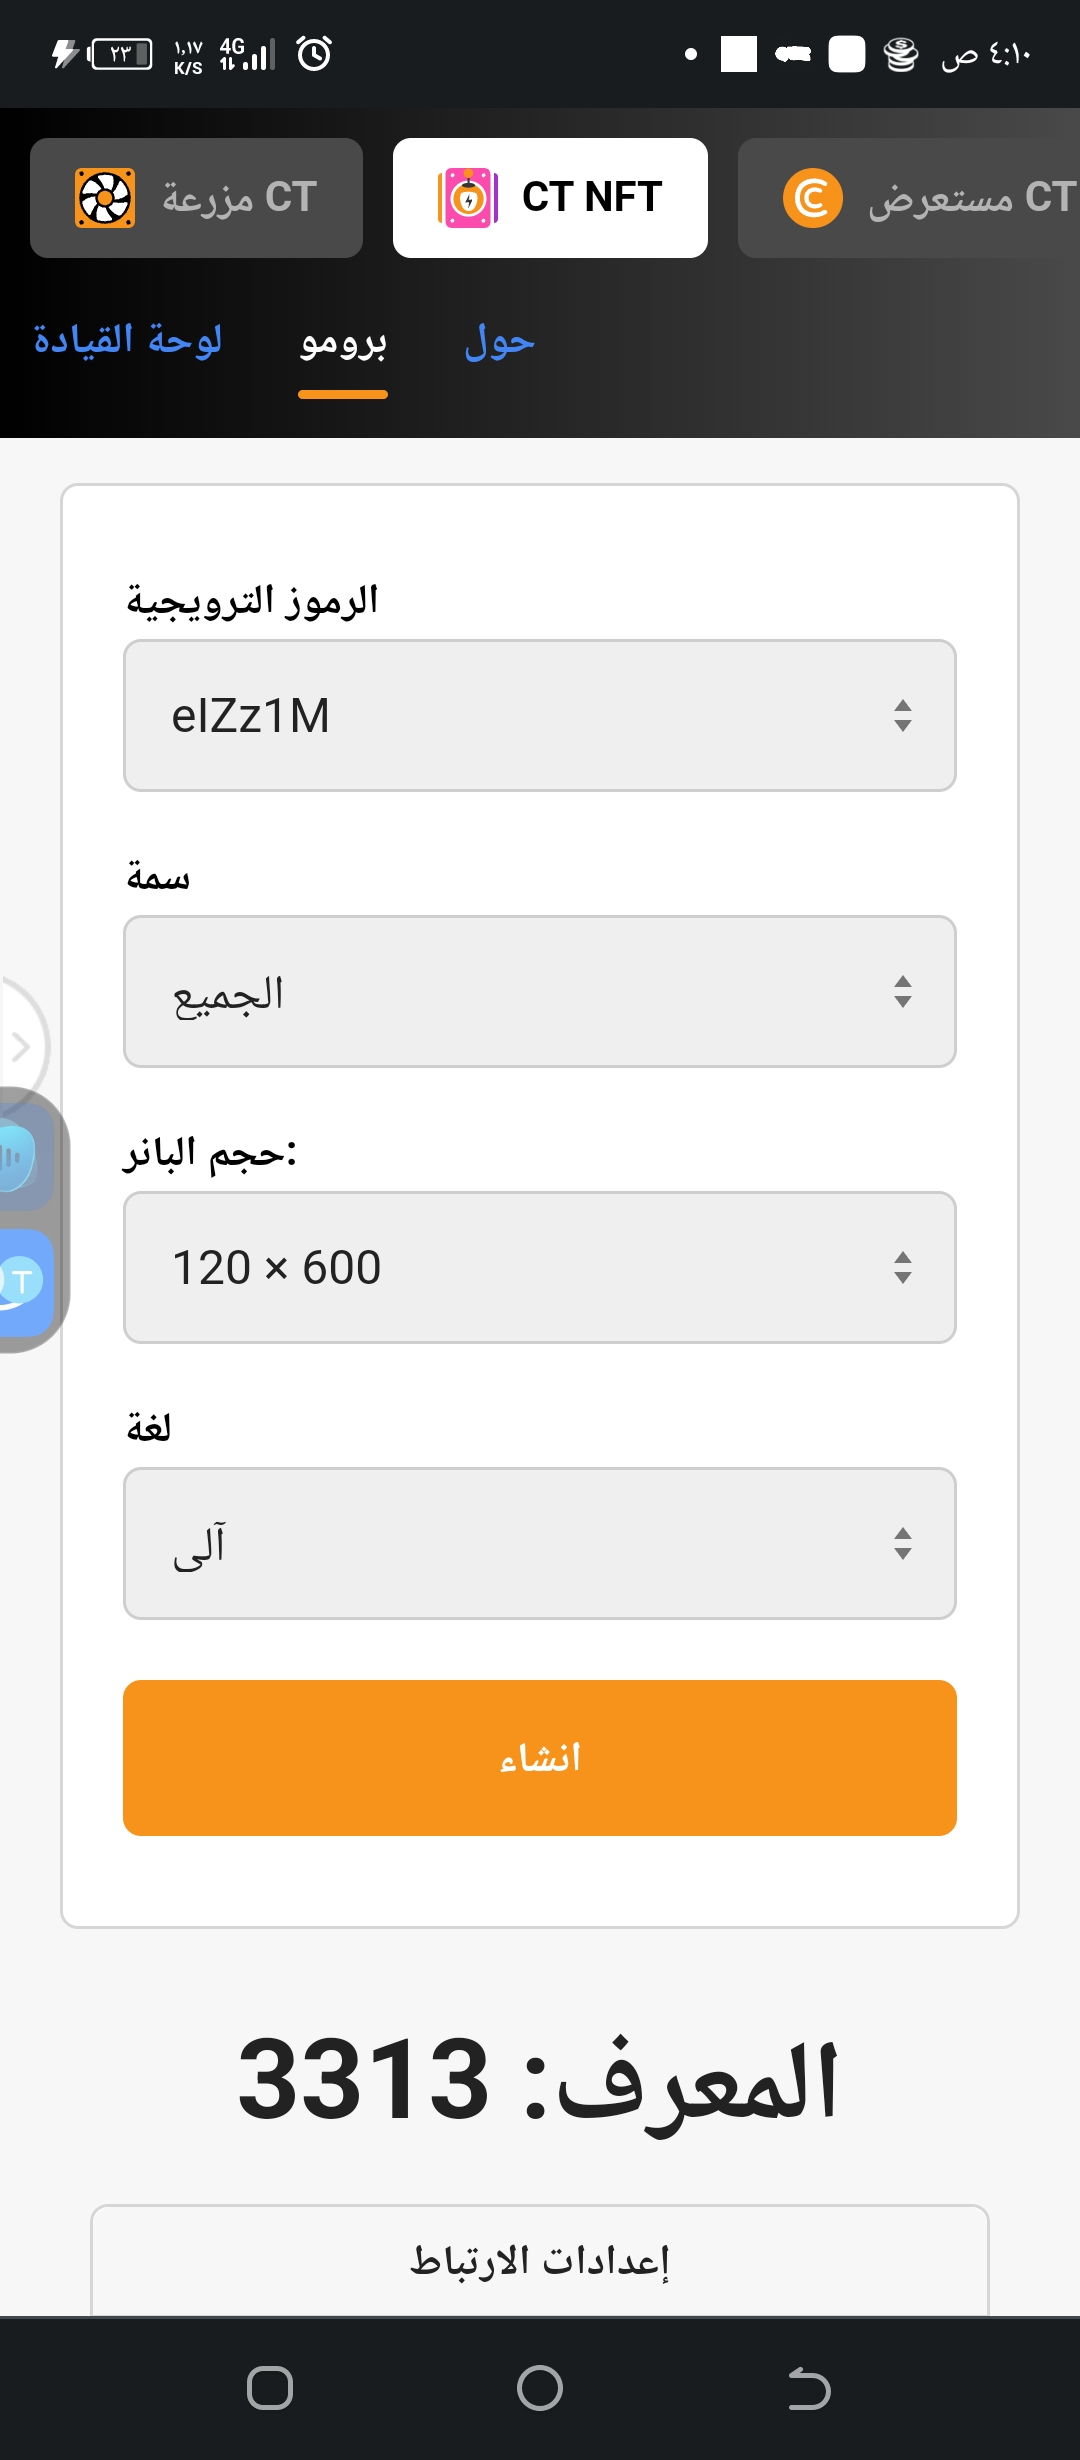 ٢٣ ١,١٧ K/S 4G ٤:١٠ ص
CT مزرعة CT NFT CT مستعرض
لوحة القيادة برومو حول
الرموز الترويجية
eIZz1M
سمة
الجميع
حجم البانر:
120 × 600
لغة
آلى
انشاء
المعرف: 3313
إعدادات الارتباط
T